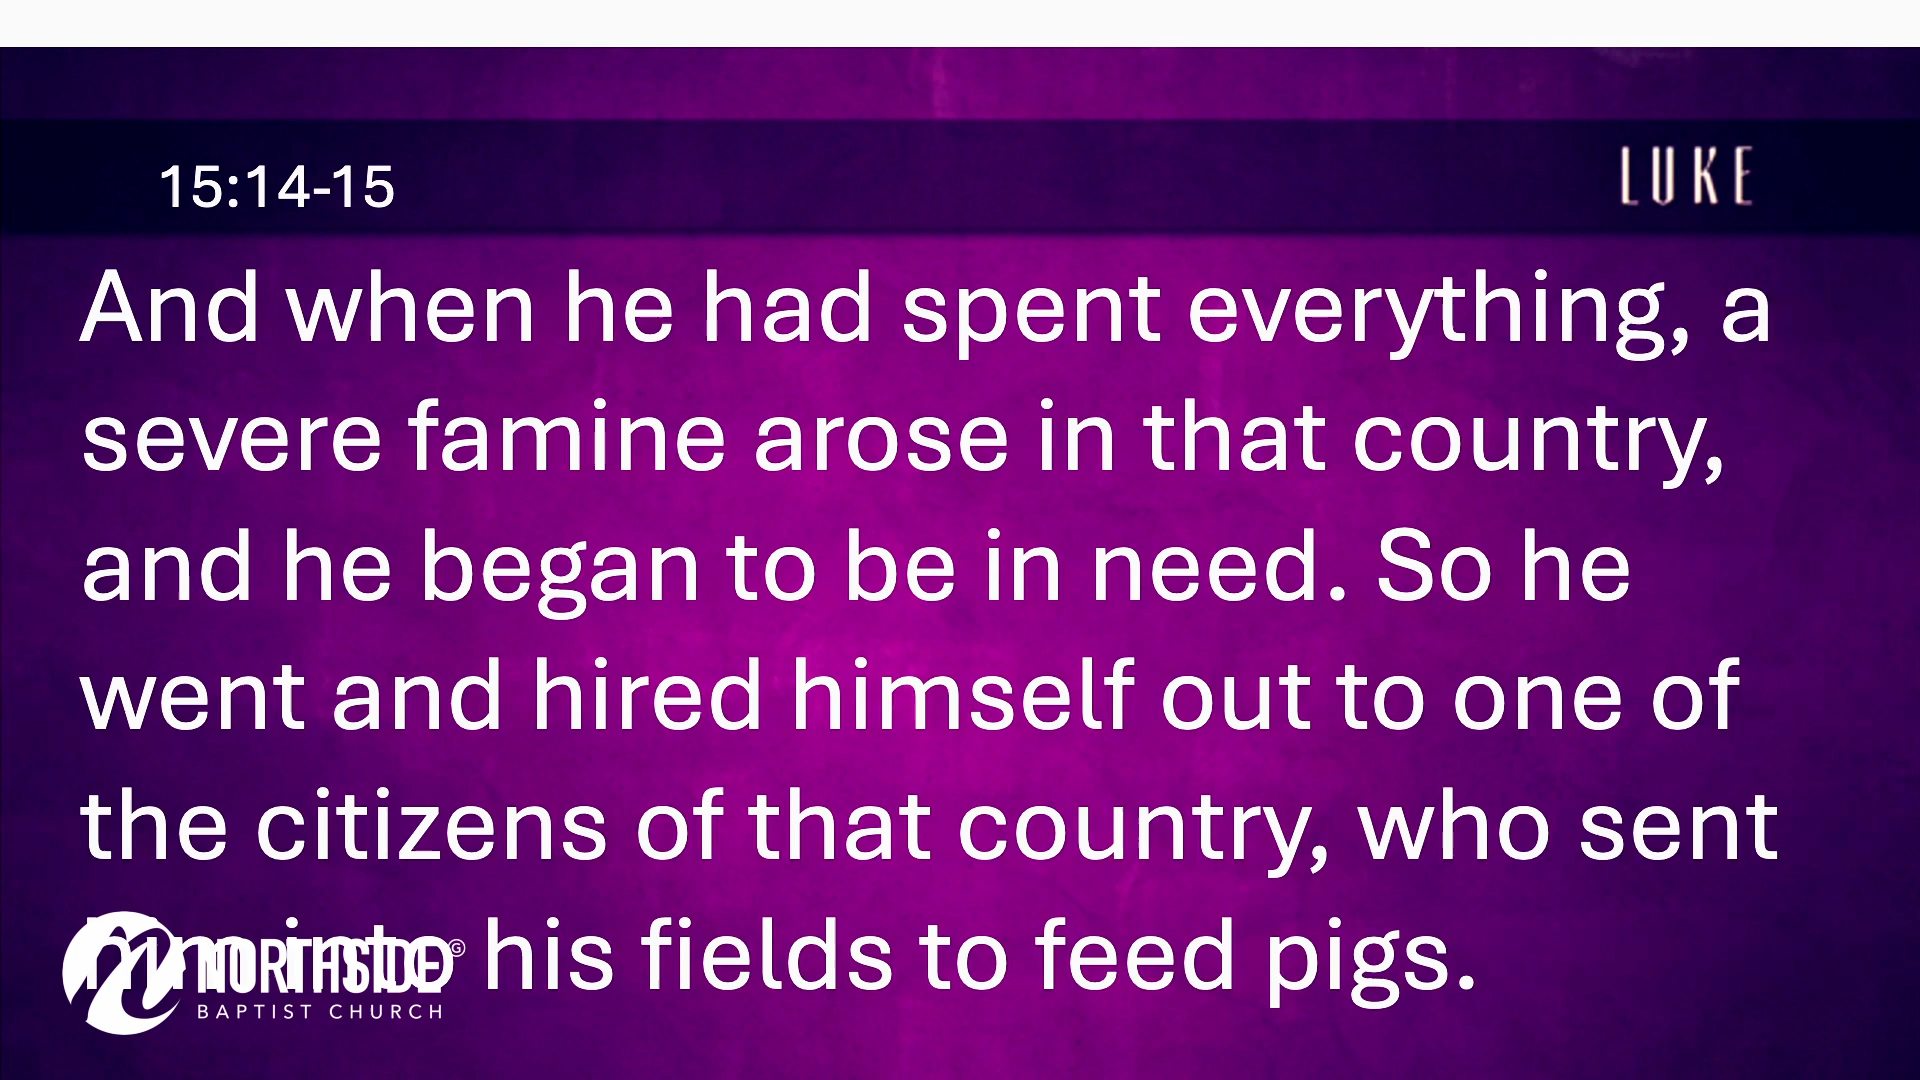 15:14-15
LUKE
And when he had spent everything, a
severe famine arose in that country,
and he began to be in need. So he
went and hired himself out to one of
the citizens of that country, who sent
him into his fields to feed pigs.
NORTHSIDE
BAPTIST CHURCH